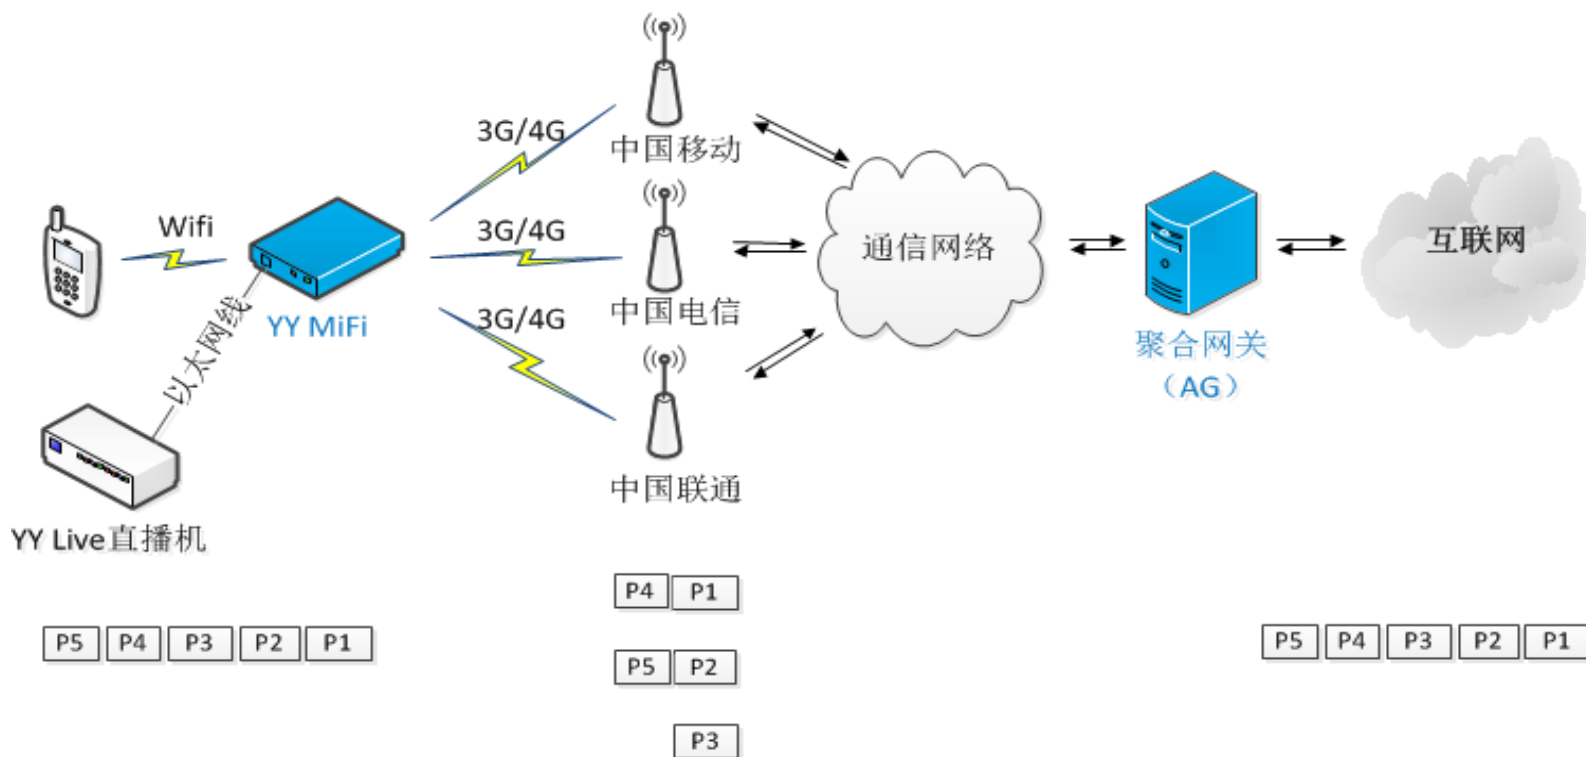 3G/4G
中国移动
Wifi
3G/4G
通信网络
互联网
YY MiFi
中国电信
3G/4G
聚合网关
（AG）
以太网线
中国联通
YY Live直播机
P4 P1
P5 P4 P3 P2 P1
P5 P4 P3 P2 P1
P5 P2
P3